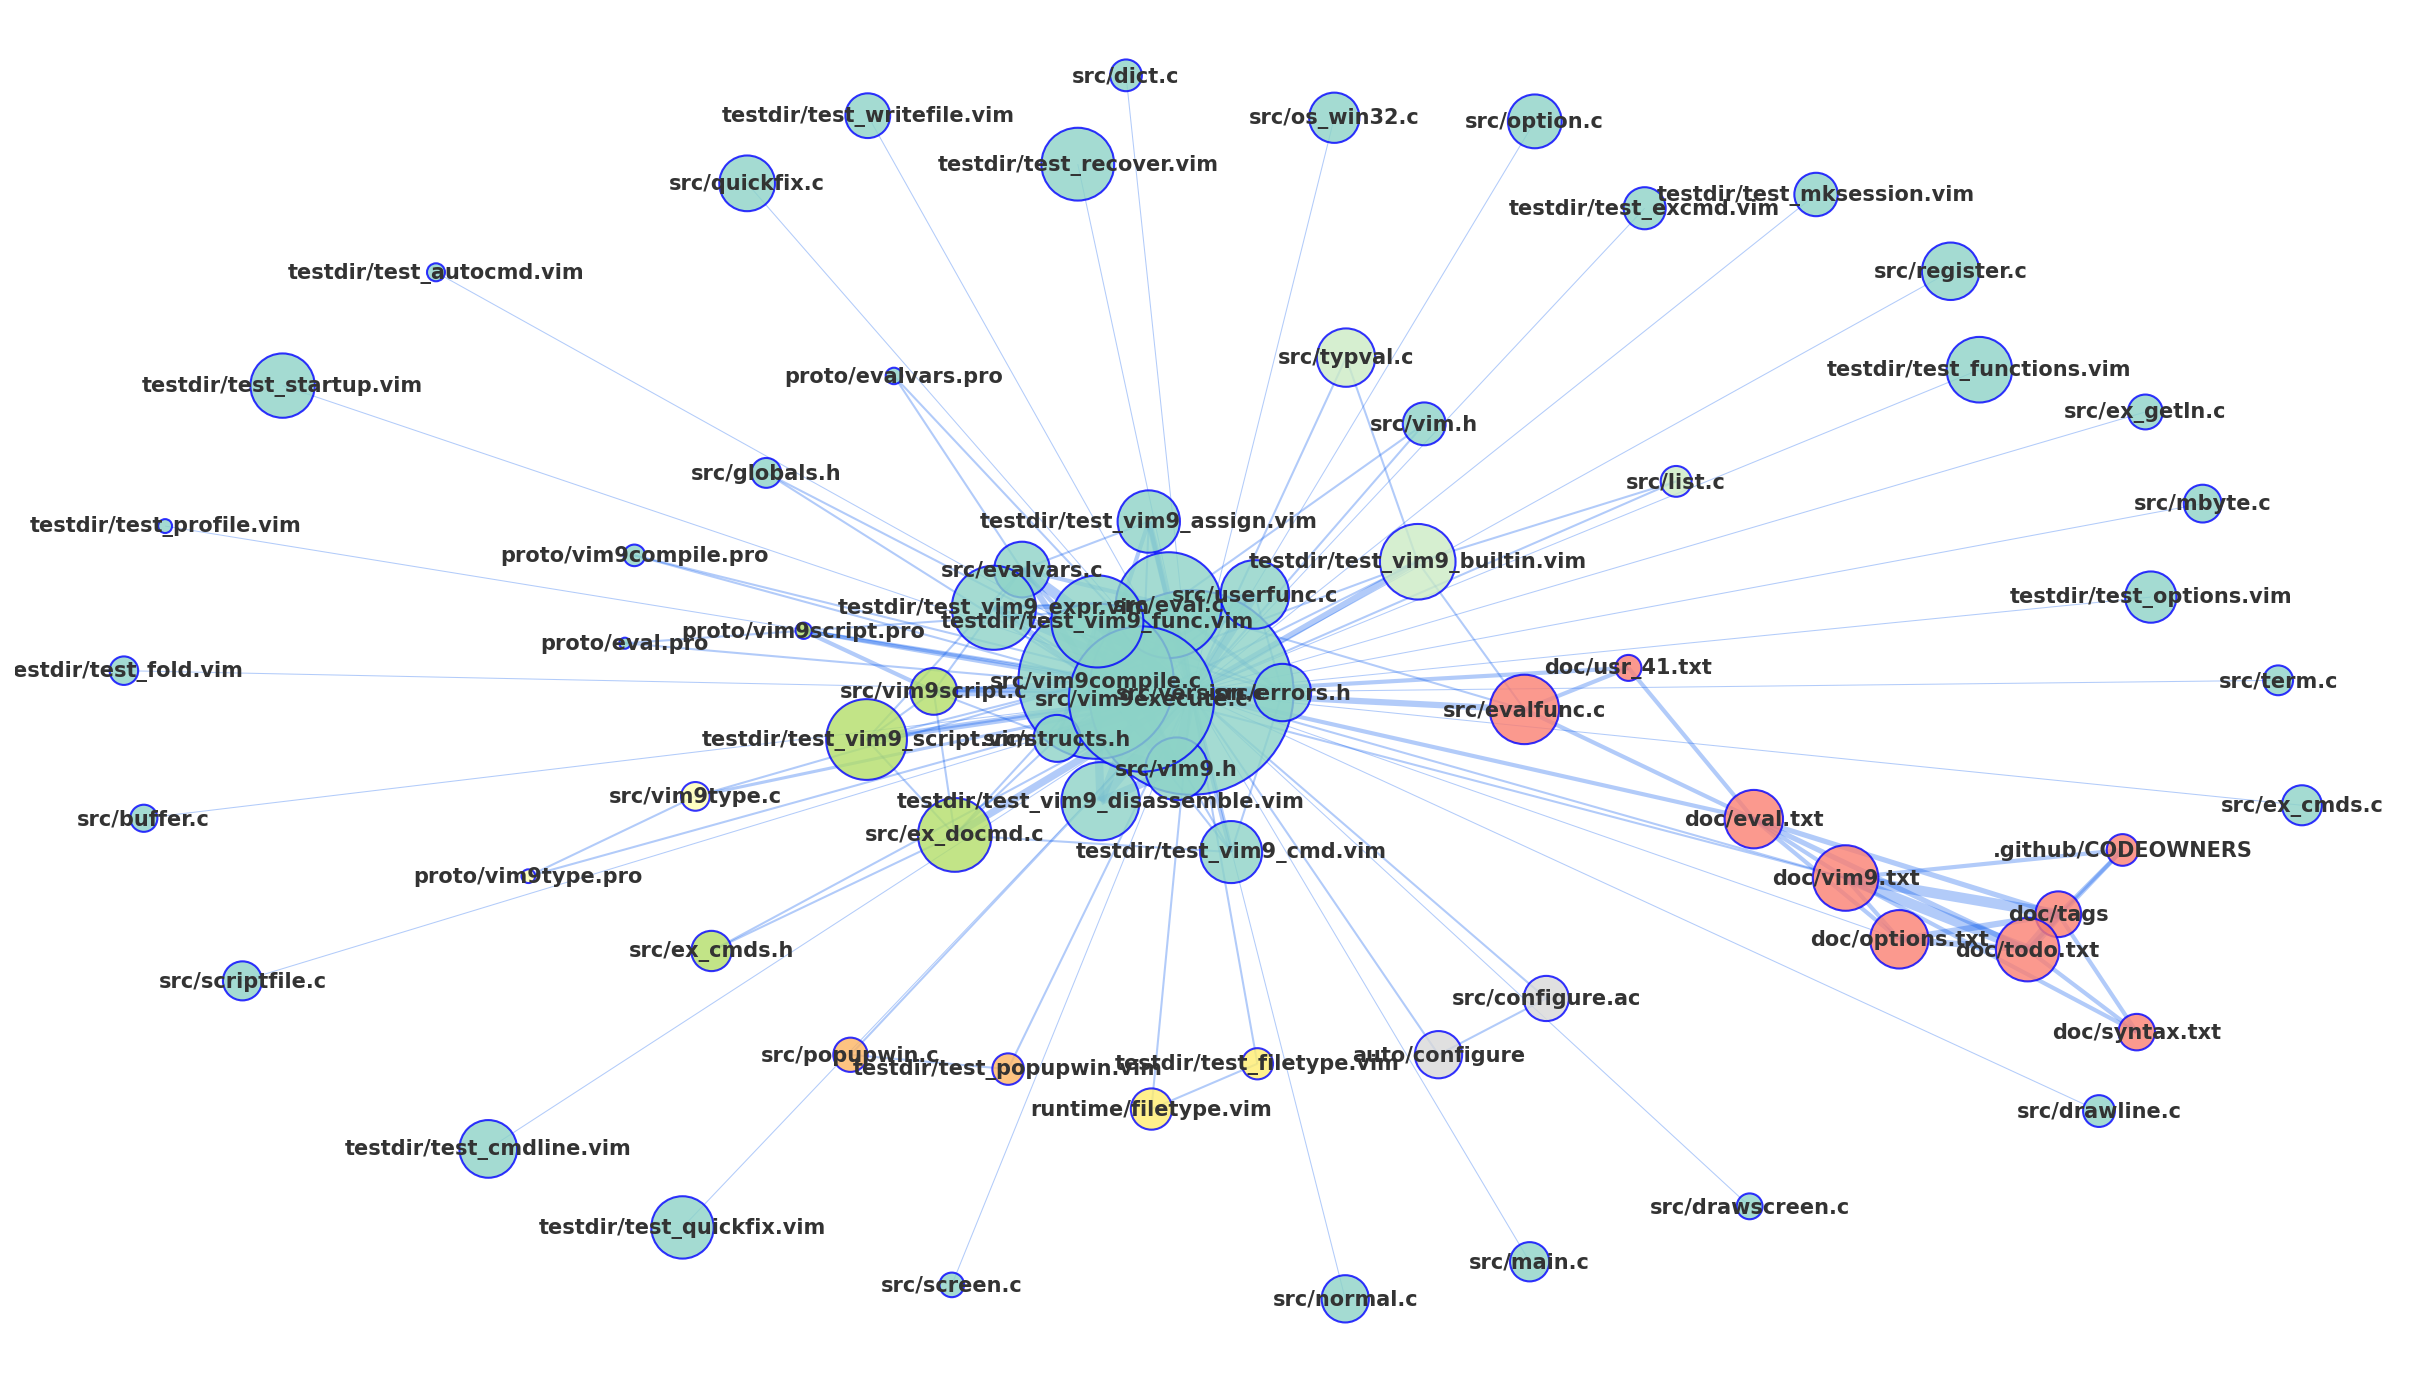 src/dict.c
testdir/test_writefile.vim
src/os_win32.c
src/option.c
testdir/test_recover.vim
src/quickfix.c
testdir/test_mksession.vim
testdir/test_excmd.vim
testdir/test_autocmd.vim
src/register.c
src/typval.c
testdir/test_functions.vim
proto/evalvars.pro
testdir/test_startup.vim
src/ex_getln.c
src/vim.h
src/globals.h
src/list.c
src/mbyte.c
testdir/test_vim9_assign.vim
testdir/test_profile.vim
proto/vim9compile.pro
testdir/test_vim9_builtin.vim
src/evalvars.c
src/userfunc.c
testdir/test_options.vim
testdir/test_vim9_expr.vim
src/eval.c
testdir/test_vim9_func.vim
proto/vim9script.pro
proto/eval.pro
doc/usr_41.txt
estdir/test_fold.vim
src/vim9compile.c
src/term.c
src/vim9script.c
src/version.c
src/errors.h
src/vim9execute.c
src/evalfunc.c
testdir/test_vim9_script.vim
src/structs.h
src/vim9.h
src/vim9type.c
testdir/test_vim9_disassemble.vim
src/ex_cmds.c
src/buffer.c
doc/eval.txt
src/ex_docmd.c
testdir/test_vim9_cmd.vim
.github/CODEOWNERS
proto/vim9type.pro
doc/vim9.txt
doc/tags
doc/options.txt
doc/todo.txt
src/ex_cmds.h
src/scriptfile.c
src/configure.ac
doc/syntax.txt
src/popupwin.c
auto/configure
testdir/test_filetype.vim
testdir/test_popupwin.vim
runtime/filetype.vim
src/drawline.c
testdir/test_cmdline.vim
src/drawscreen.c
testdir/test_quickfix.vim
src/main.c
src/screen.c
src/normal.c